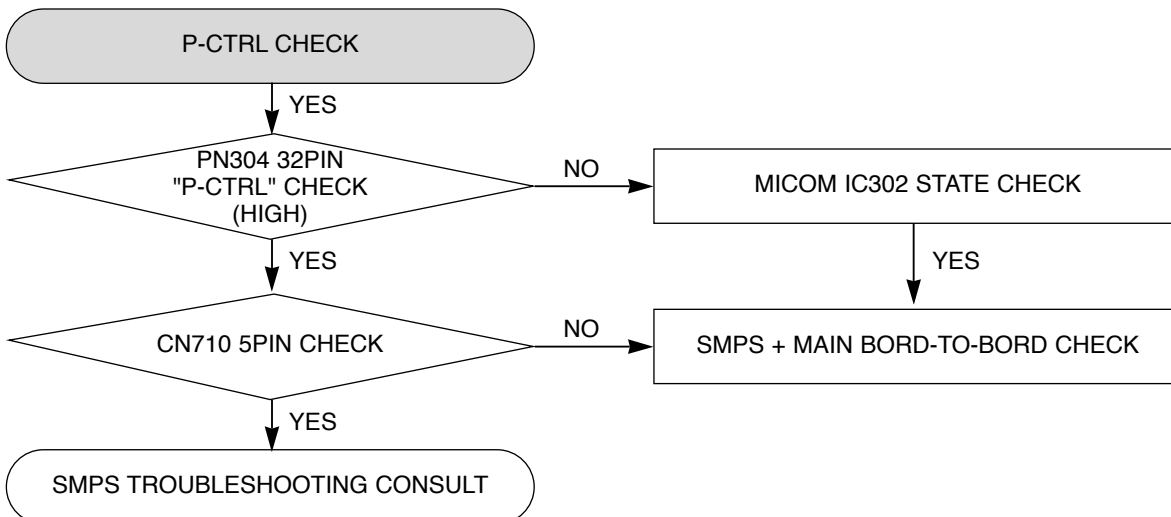 P-CTRL CHECK
YES
PN304 32PIN
"P-CTRL" CHECK
(HIGH)
NO
MICOM IC302 STATE CHECK
YES
YES
CN710 5PIN CHECK
NO
SMPS + MAIN BORD-TO-BORD CHECK
YES
SMPS TROUBLESHOOTING CONSULT